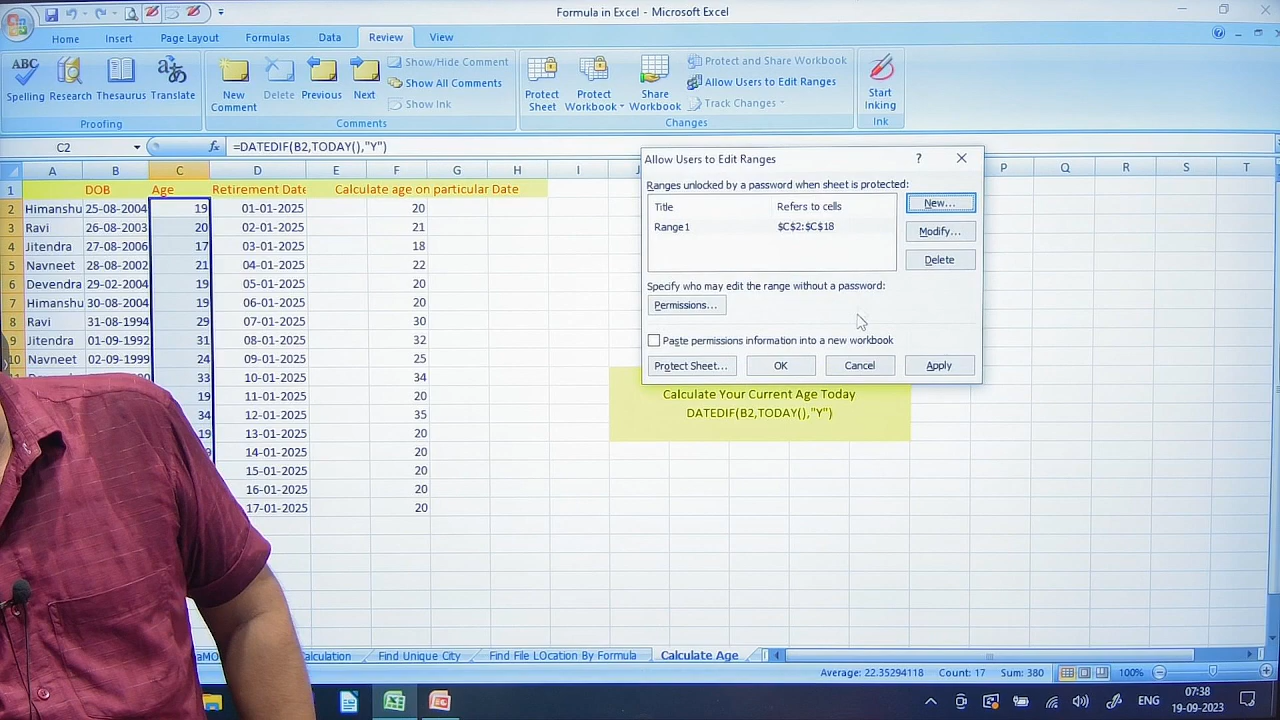 Formula in Excel - Microsoft Excel
Home Insert Page Layout Formulas Data Review View
ABC
Spelling Research Thesaurus Translate
Proofing
New Comment Delete Previous Next
Show/Hide Comment
Show All Comments
Show Ink
Comments
Protect Sheet Protect Workbook Share Workbook
Protect and Share Workbook
Allow Users to Edit Ranges
Track Changes
Changes
Start Inking
Ink
C2 fx =DATEDIF(B2,TODAY(),"Y")
A B C D E F G H I J P Q R S T
1 DOB Age Retirement Date Calculate age on particular Date
2 Himanshu 25-08-2004 19 01-01-2025 20
3 Ravi 26-08-2003 20 02-01-2025 21
4 Jitendra 27-08-2006 17 03-01-2025 18
5 Navneet 28-08-2002 21 04-01-2025 22
6 Devendra 29-02-2004 19 05-01-2025 20
7 Himanshu 30-08-2004 19 06-01-2025 20
8 Ravi 31-08-1994 29 07-01-2025 30
9 Jitendra 01-09-1992 31 08-01-2025 32
10 Navneet 02-09-1999 24 09-01-2025 25
33 10-01-2025 34
19 11-01-2025 20
34 12-01-2025 35
19 13-01-2025 20
14-01-2025 20
15-01-2025 20
16-01-2025 20
17-01-2025 20
Allow Users to Edit Ranges ?
Ranges unlocked by a password when sheet is protected:
Title Refers to cells
Range1 $C$2:$C$18
New...
Modify...
Delete
Specify who may edit the range without a password:
Permissions...
Paste permissions information into a new workbook
Protect Sheet... OK Cancel Apply
Calculate Your Current Age Today
DATEDIF(B2,TODAY(),"Y")
Find Unique City Find File LOcation By Formula Calculate Age
Average: 22.35294118 Count: 17 Sum: 380 100%
ENG
07:38
19-09-2023